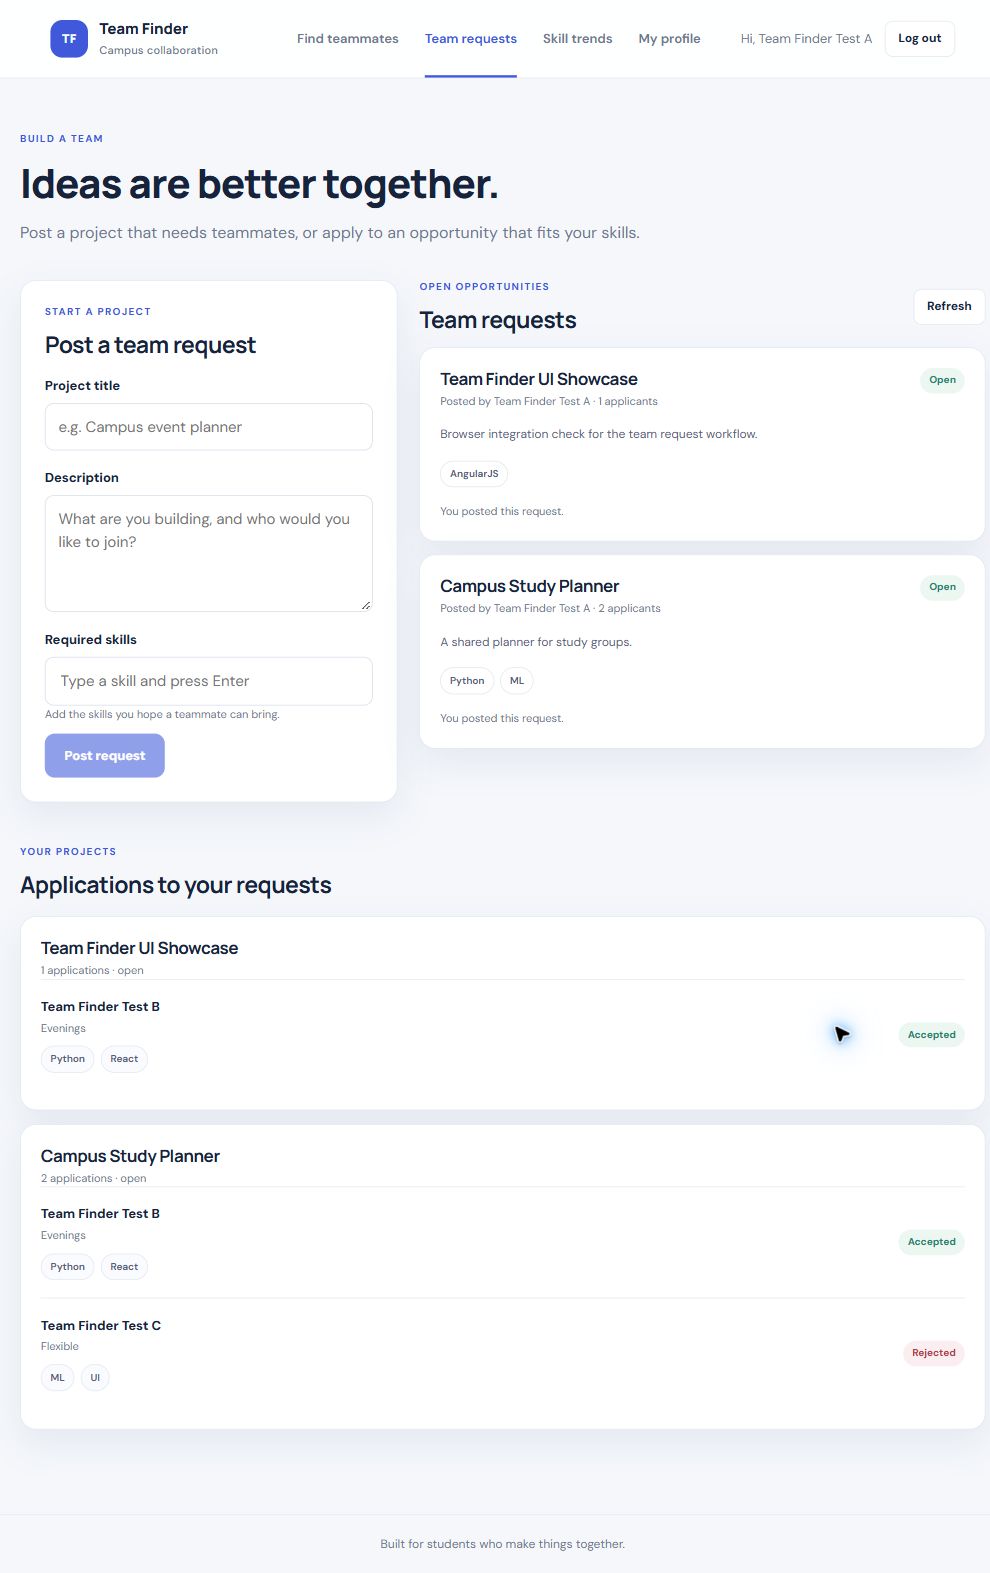 TF
Team Finder
Campus collaboration
Find teammates
Team requests
Skill trends
My profile
Hi, Team Finder Test A
Log out
BUILD A TEAM
Ideas are better together.
Post a project that needs teammates, or apply to an opportunity that fits your skills.
START A PROJECT
Post a team request
Project title
e.g. Campus event planner
Description
What are you building, and who would you
like to join?
Required skills
Type a skill and press Enter
Add the skills you hope a teammate can bring.
Post request
OPEN OPPORTUNITIES
Team requests
Refresh
Team Finder UI Showcase
Open
Posted by Team Finder Test A · 1 applicants
Browser integration check for the team request workflow.
AngularJS
You posted this request.
Campus Study Planner
Open
Posted by Team Finder Test A · 2 applicants
A shared planner for study groups.
Python
ML
You posted this request.
YOUR PROJECTS
Applications to your requests
Team Finder UI Showcase
1 applications · open
Team Finder Test B
Evenings
Python
React
Accepted
Campus Study Planner
2 applications · open
Team Finder Test B
Evenings
Python
React
Accepted
Team Finder Test C
Flexible
ML
UI
Rejected
Built for students who make things together.